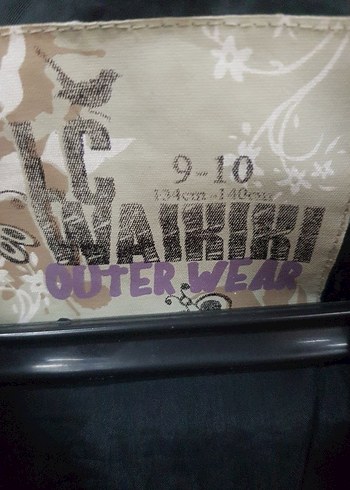 LC
9-10
134cm-140cm
WAIKIKI
OUTER WEAR